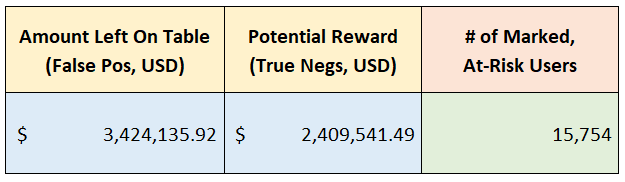 Amount Left On Table
(False Pos, USD)
Potential Reward
(True Negs, USD)
# of Marked,
At-Risk Users
$ 3,424,135.92
$ 2,409,541.49
15,754